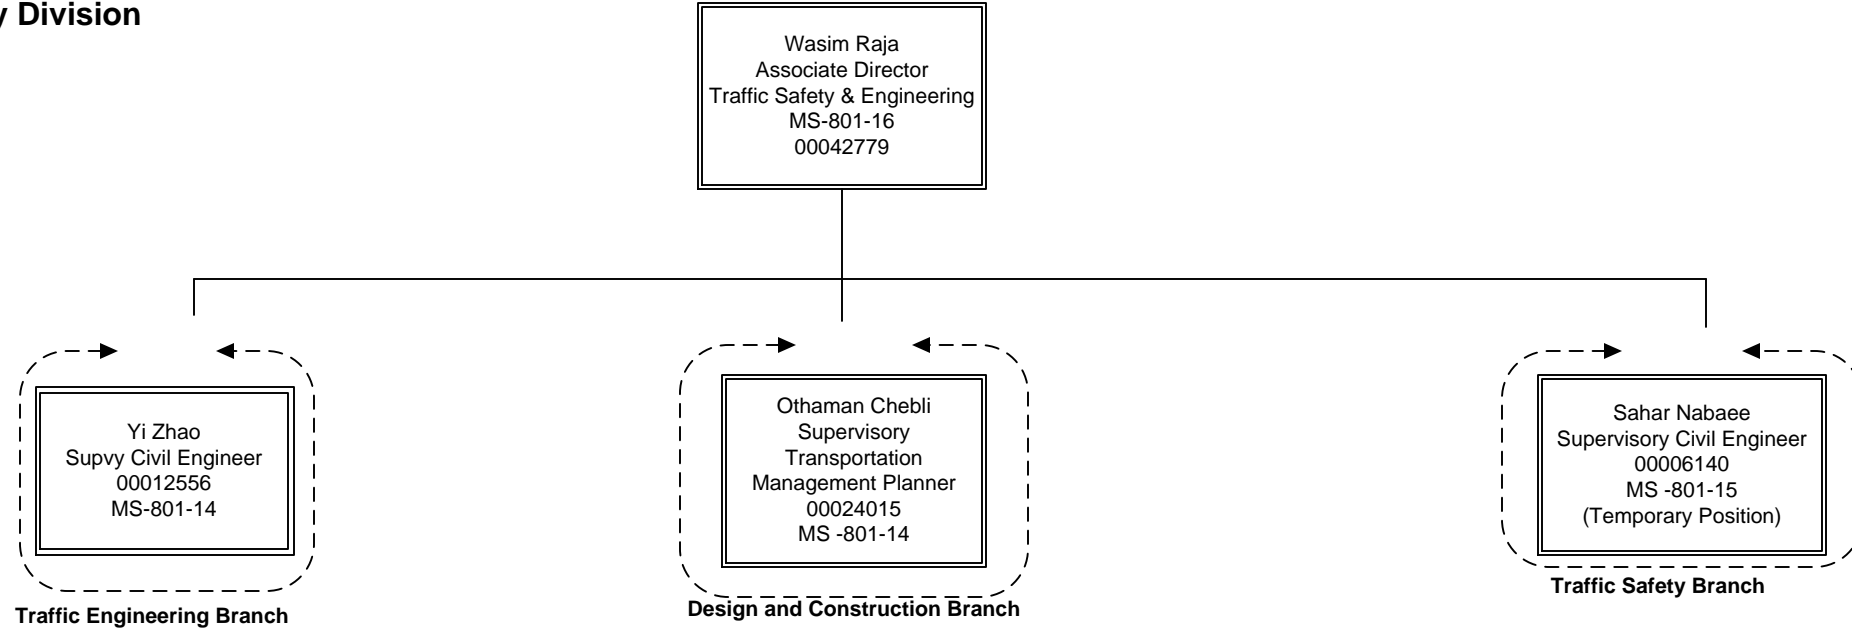 y Division
Wasim Raja
Associate Director
Traffic Safety & Engineering
MS-801-16
00042779
Yi Zhao
Supvy Civil Engineer
00012556
MS-801-14
Traffic Engineering Branch
Othaman Chebli
Supervisory
Transportation
Management Planner
00024015
MS -801-14
Design and Construction Branch
Sahar Nabaee
Supervisory Civil Engineer
00006140
MS -801-15
(Temporary Position)
Traffic Safety Branch